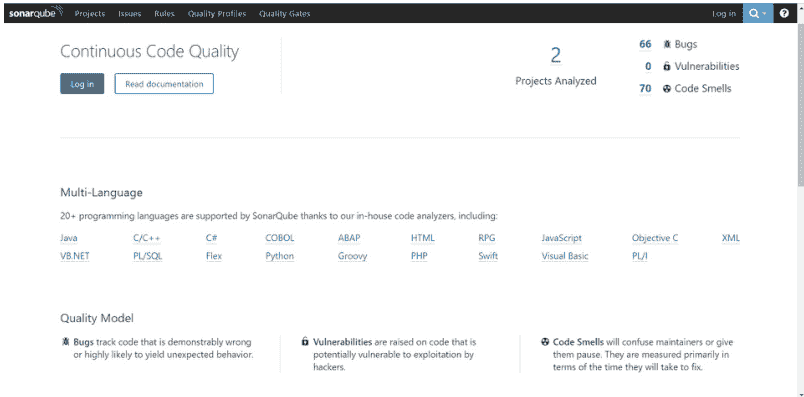 sonarqube Projects Issues Rules Quality Profiles Quality Gates Log in ?
Continuous Code Quality
Log in Read documentation
2
Projects Analyzed
66 Bugs
0 Vulnerabilities
70 Code Smells
Multi-Language
20+ programming languages are supported by SonarQube thanks to our in-house code analyzers, including:
Java C/C++ C# COBOL ABAP HTML RPG JavaScript Objective C XML
VB.NET PL/SQL Flex Python Groovy PHP Swift Visual Basic PL/I
Quality Model
Bugs track code that is demonstrably wrong
or highly likely to yield unexpected behavior.
Vulnerabilities are raised on code that is
potentially vulnerable to exploitation by
hackers.
Code Smells will confuse maintainers or give
them pause. They are measured primarily in
terms of the time they will take to fix.